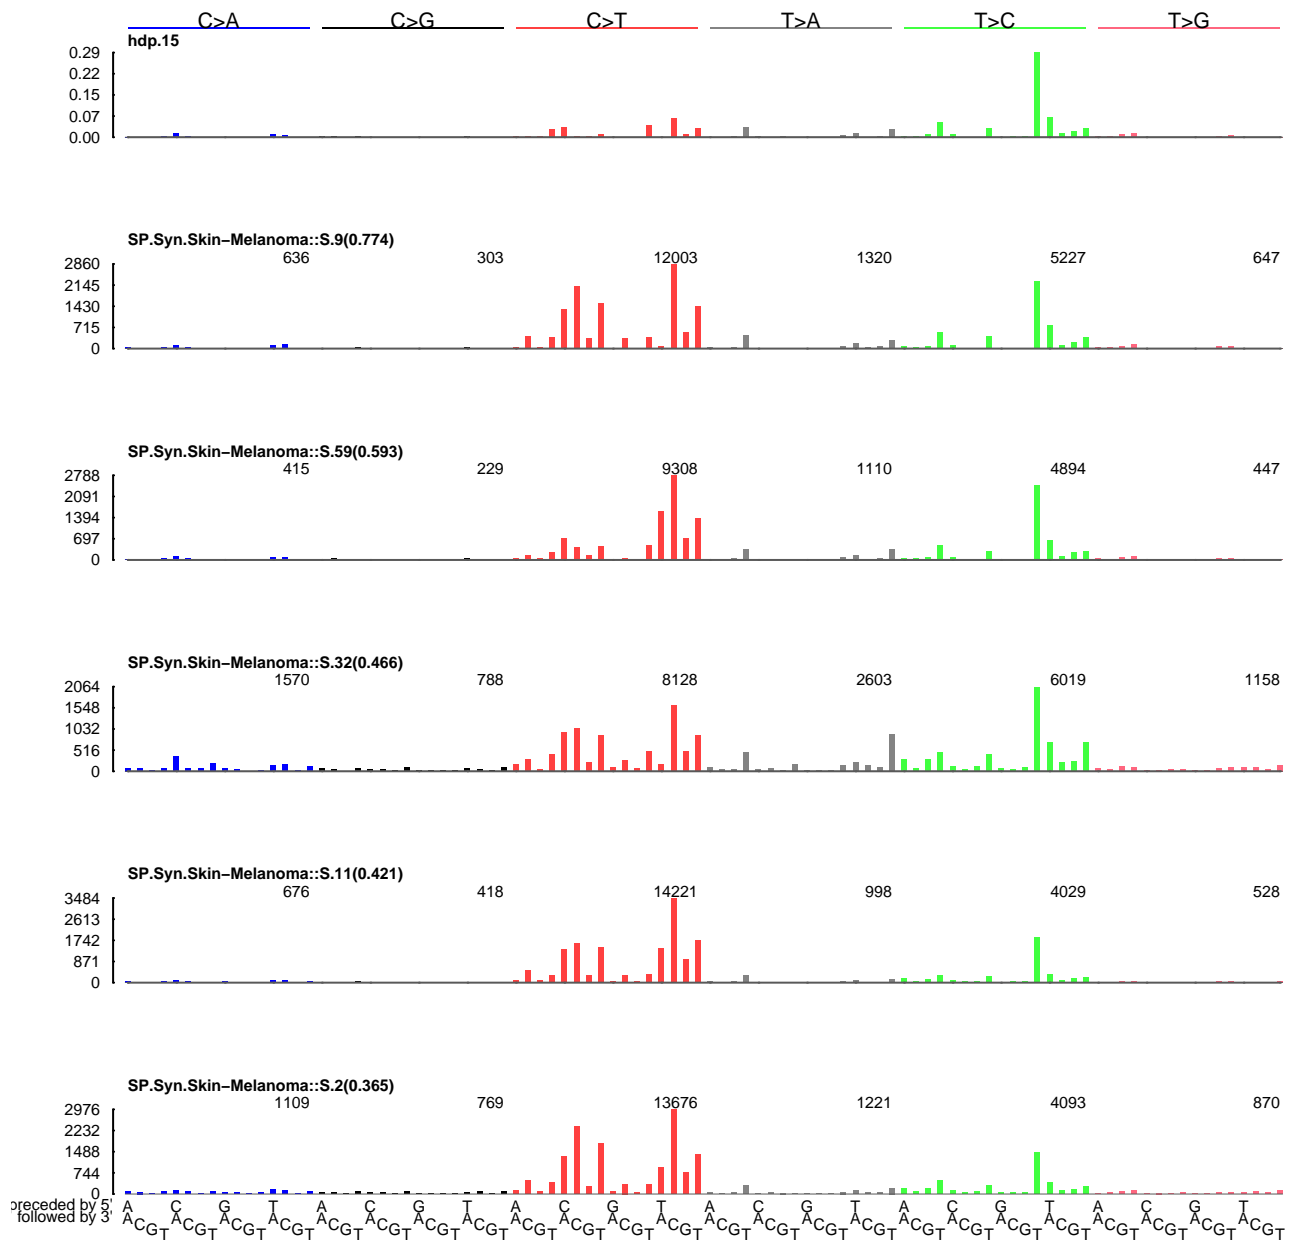 C>A C>G C>T T>A T>C T>G
hdp.15
0.29
0.22
0.15
0.07
0.00
SP.Syn.Skin−Melanoma::S.9(0.774)
636 303 12003 1320 5227 647
2860
2145
1430
715
0
SP.Syn.Skin−Melanoma::S.59(0.593)
415 229 9308 1110 4894 447
2788
2091
1394
697
0
SP.Syn.Skin−Melanoma::S.32(0.466)
1570 788 8128 2603 6019 1158
2064
1548
1032
516
0
SP.Syn.Skin−Melanoma::S.11(0.421)
676 418 14221 998 4029 528
3484
2613
1742
871
0
SP.Syn.Skin−Melanoma::S.2(0.365)
1109 769 13676 1221 4093 870
2976
2232
1488
744
0
preceded by 5' A C G T A C G T A C G T A C G T A C G T A C G T
followed by 3' A C G T A C G T A C G T A C G T A C G T A C G T A C G T A C G T A C G T A C G T A C G T A C G T A C G T A C G T A C G T A C G T A C G T A C G T A C G T A C G T A C G T A C G T A C G T A C G T